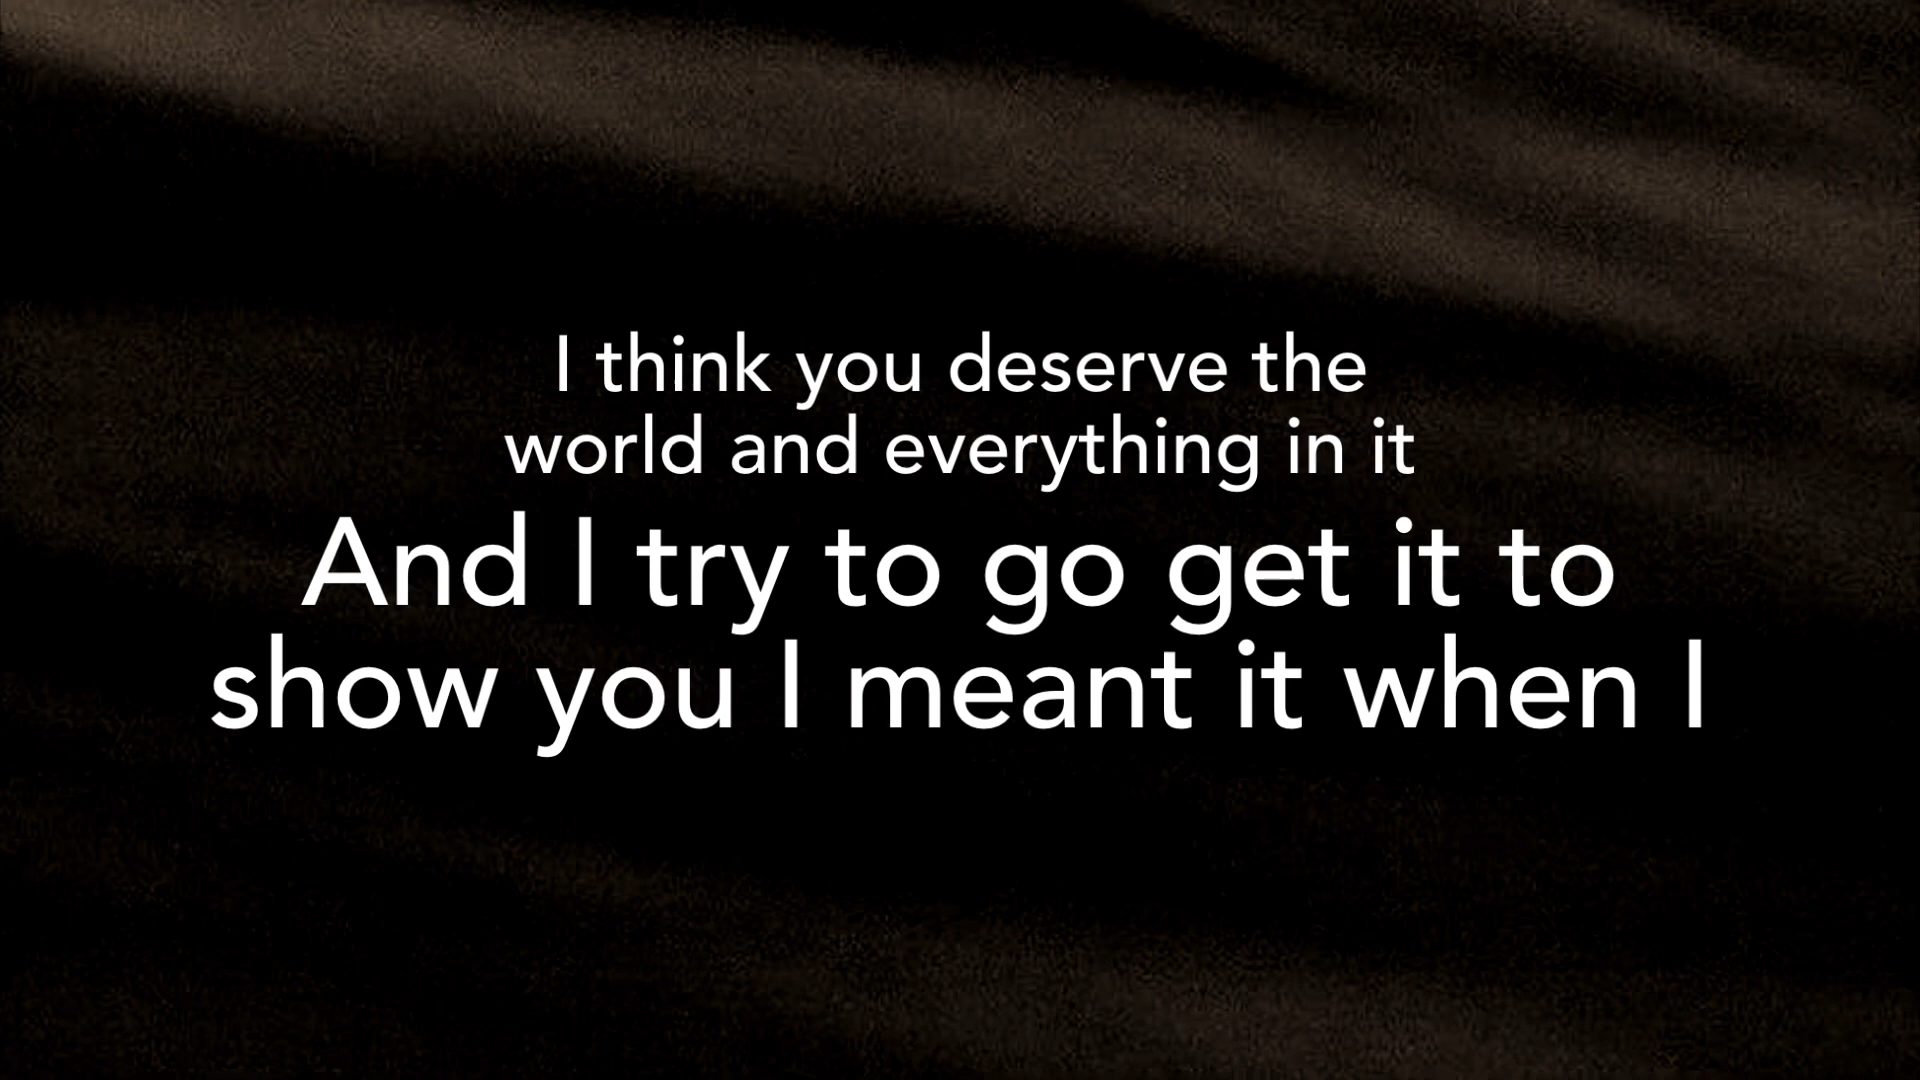 I think you deserve the
world and everything in it
And I try to go get it to
show you I meant it when I